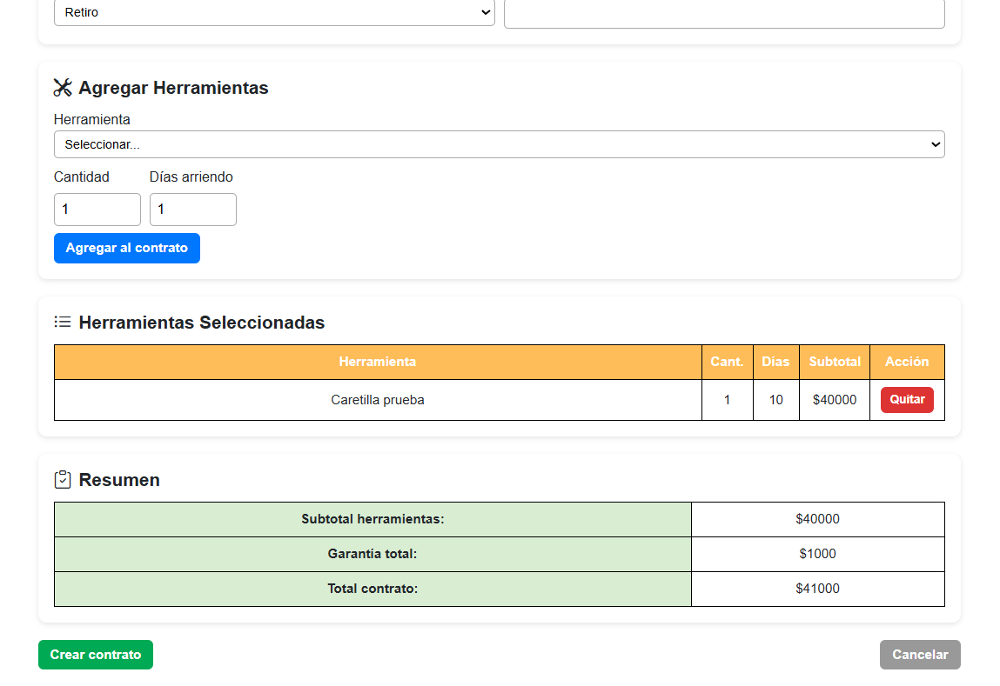 Retiro
Agregar Herramientas
Herramienta
Seleccionar...
Cantidad Días arriendo
1 1
Agregar al contrato
Herramientas Seleccionadas
Herramienta Cant. Días Subtotal Acción
Caretilla prueba 1 10 $40000 Quitar
Resumen
Subtotal herramientas: $40000
Garantía total: $1000
Total contrato: $41000
Crear contrato Cancelar